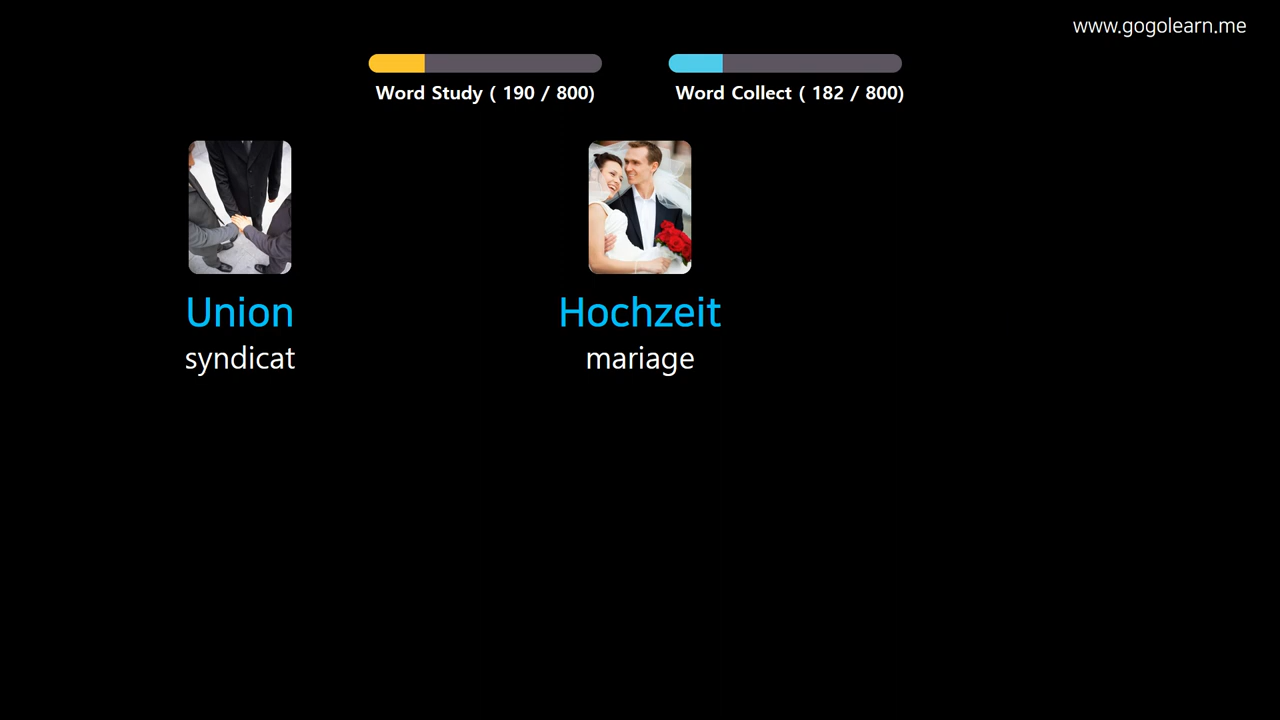 www.gogolearn.me
Word Study ( 190 / 800)
Word Collect ( 182 / 800)
Union
syndicat
Hochzeit
mariage